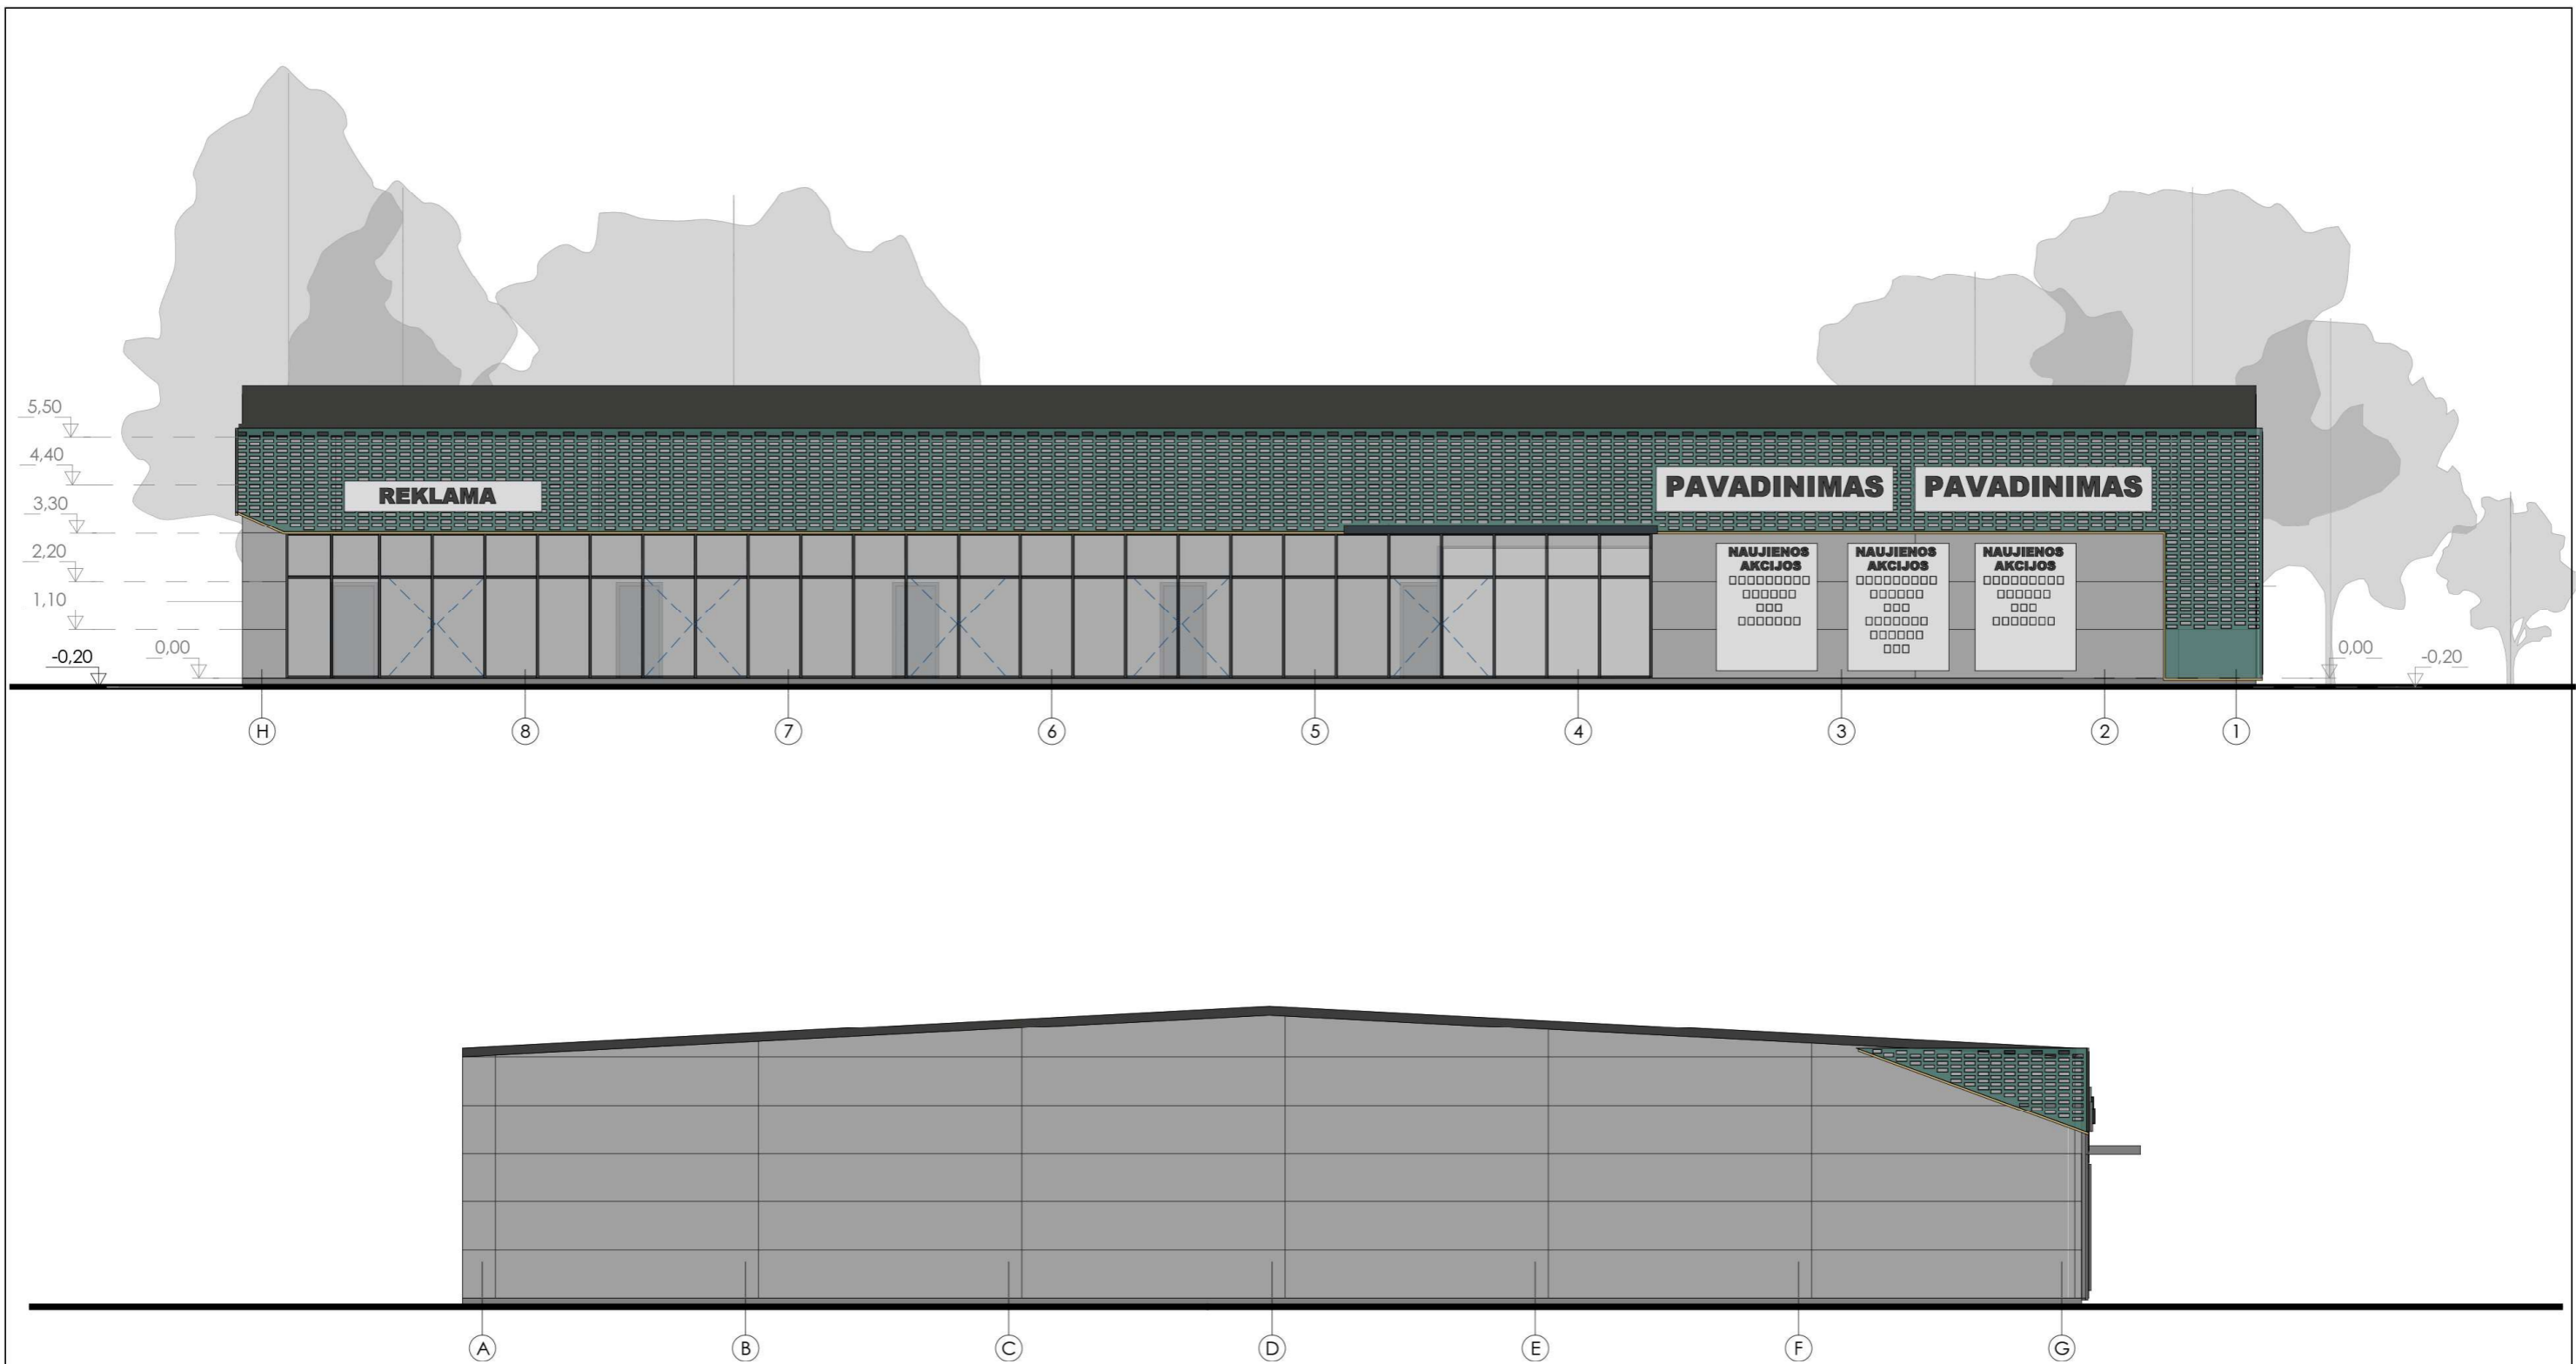 5,50
4,40
3,30
2,20
1,10
0,00
-0,20
REKLAMA
PAVADINIMAS
PAVADINIMAS
NAUJIENOS
AKCIJOS
NAUJIENOS
AKCIJOS
NAUJIENOS
AKCIJOS
0,00
-0,20
H
8
7
6
5
4
3
2
1
A
B
C
D
E
F
G